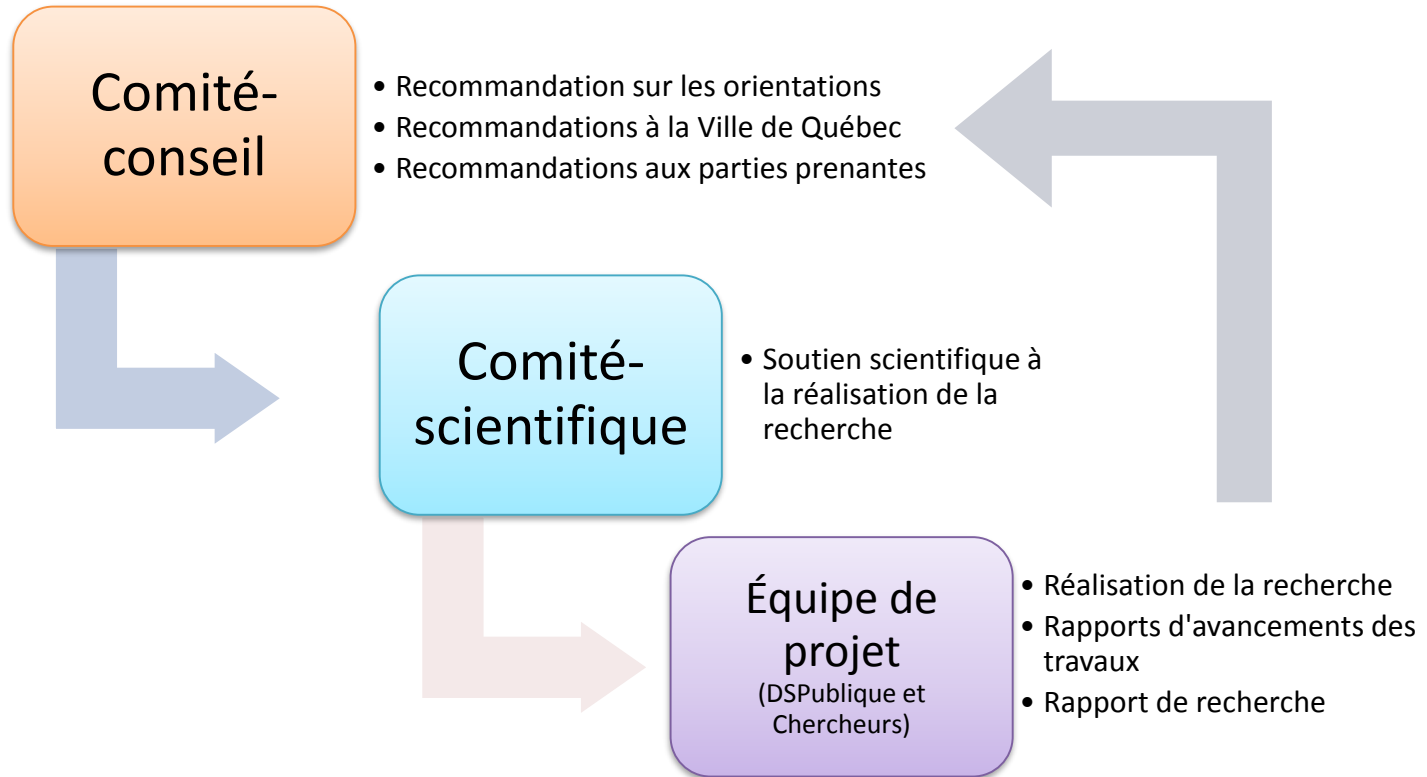 Comité-
conseil
• Recommandation sur les orientations
• Recommandations à la Ville de Québec
• Recommandations aux parties prenantes
Comité-
scientifique
• Soutien scientifique à
la réalisation de la
recherche
Équipe de
projet
(DSPublique et
Chercheurs)
• Réalisation de la recherche
• Rapports d'avancements des
travaux
• Rapport de recherche